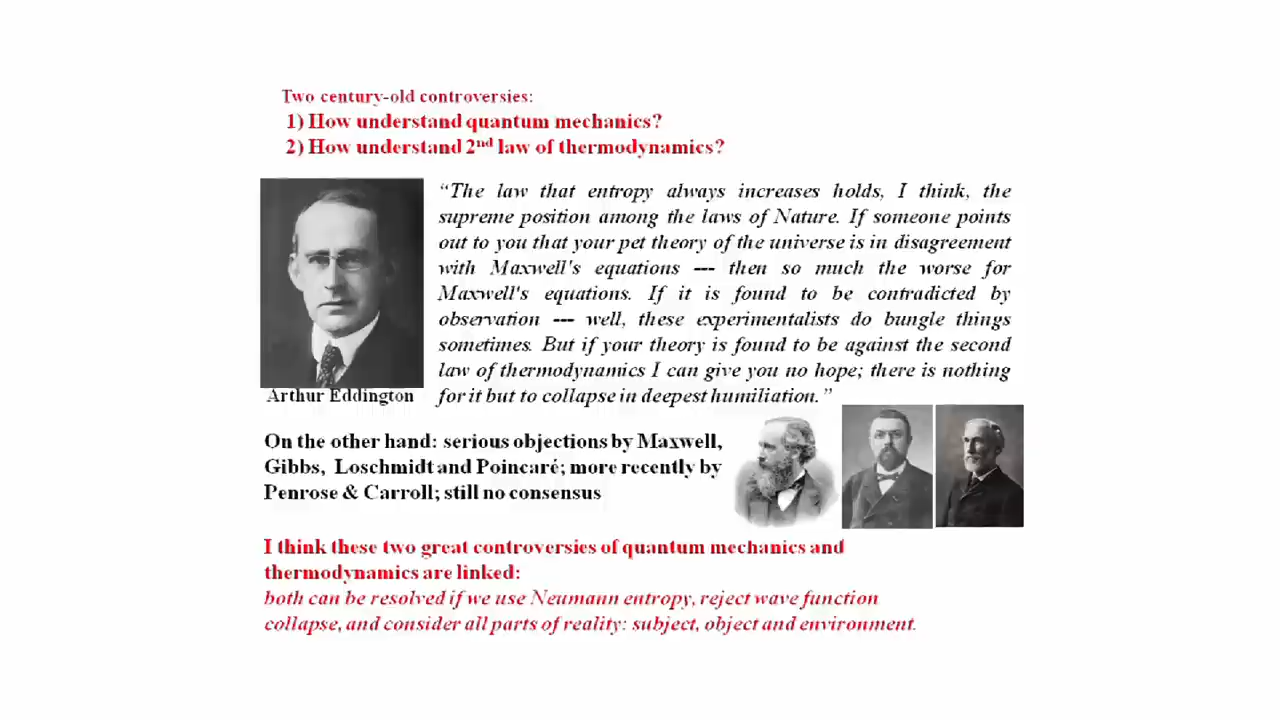 Two century-old controversies:
1) How understand quantum mechanics?
2) How understand 2nd law of thermodynamics?
“The law that entropy always increases holds, I think, the
supreme position among the laws of Nature. If someone points
out to you that your pet theory of the universe is in disagreement
with Maxwell's equations --- then so much the worse for
Maxwell's equations. If it is found to be contradicted by
observation --- well, these experimentalists do bungle things
sometimes. But if your theory is found to be against the second
law of thermodynamics I can give you no hope; there is nothing
for it but to collapse in deepest humiliation.”
Arthur Eddington
On the other hand: serious objections by Maxwell,
Gibbs, Loschmidt and Poincaré; more recently by
Penrose & Carroll; still no consensus
I think these two great controversies of quantum mechanics and
thermodynamics are linked:
both can be resolved if we use Neumann entropy, reject wave function
collapse, and consider all parts of reality: subject, object and environment.